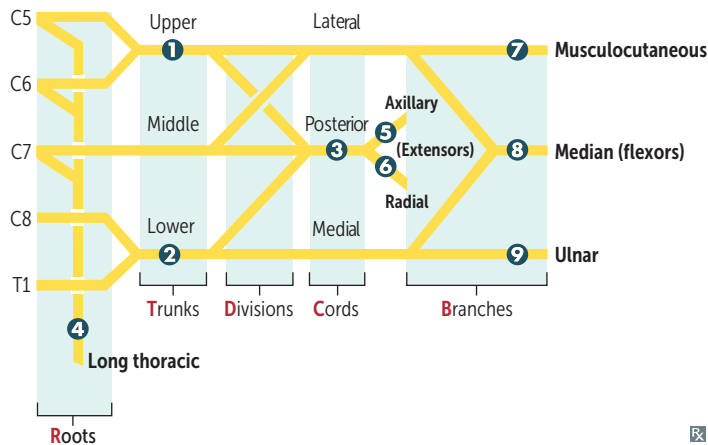 C5
Upper
Lateral
1
7
Musculocutaneous
C6
Axillary
Middle
Posterior
5
C7
3
(Extensors)
8
Median (flexors)
6
Radial
C8
Lower
Medial
2
9
Ulnar
T1
Trunks
Divisions
Cords
Branches
4
Long thoracic
Roots
Rx